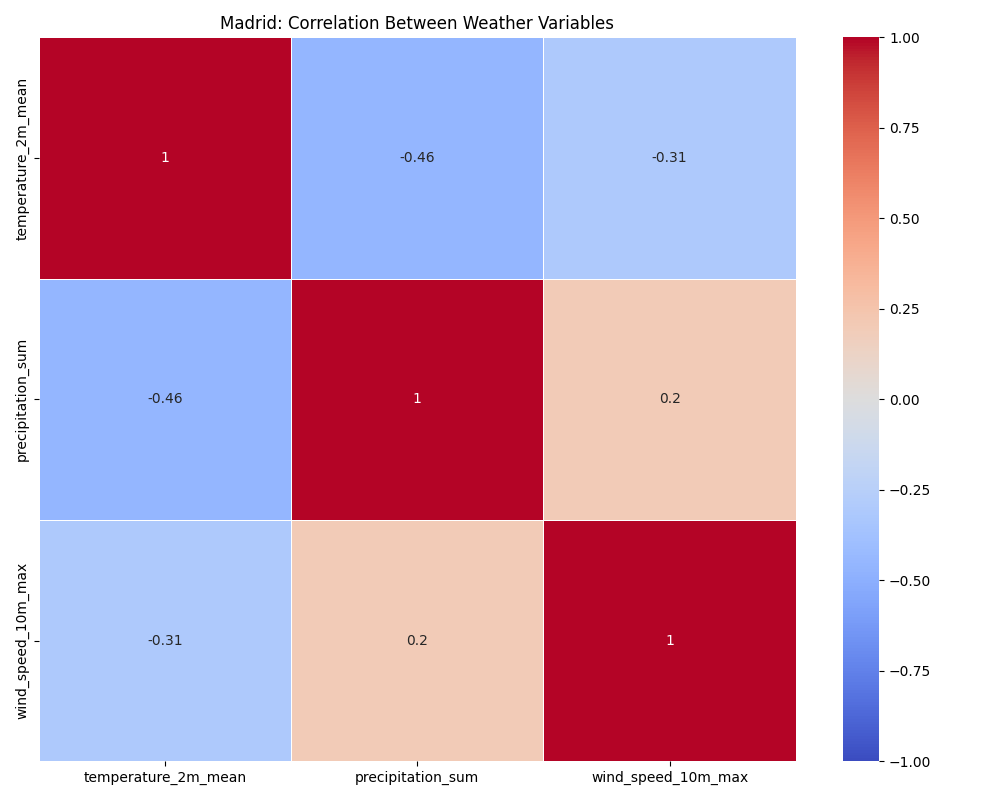 Madrid: Correlation Between Weather Variables
temperature_2m_mean
1
-0.46
-0.31
precipitation_sum
-0.46
1
0.2
wind_speed_10m_max
-0.31
0.2
1
temperature_2m_mean
precipitation_sum
wind_speed_10m_max
1.00
0.75
0.50
0.25
0.00
−0.25
−0.50
−0.75
−1.00